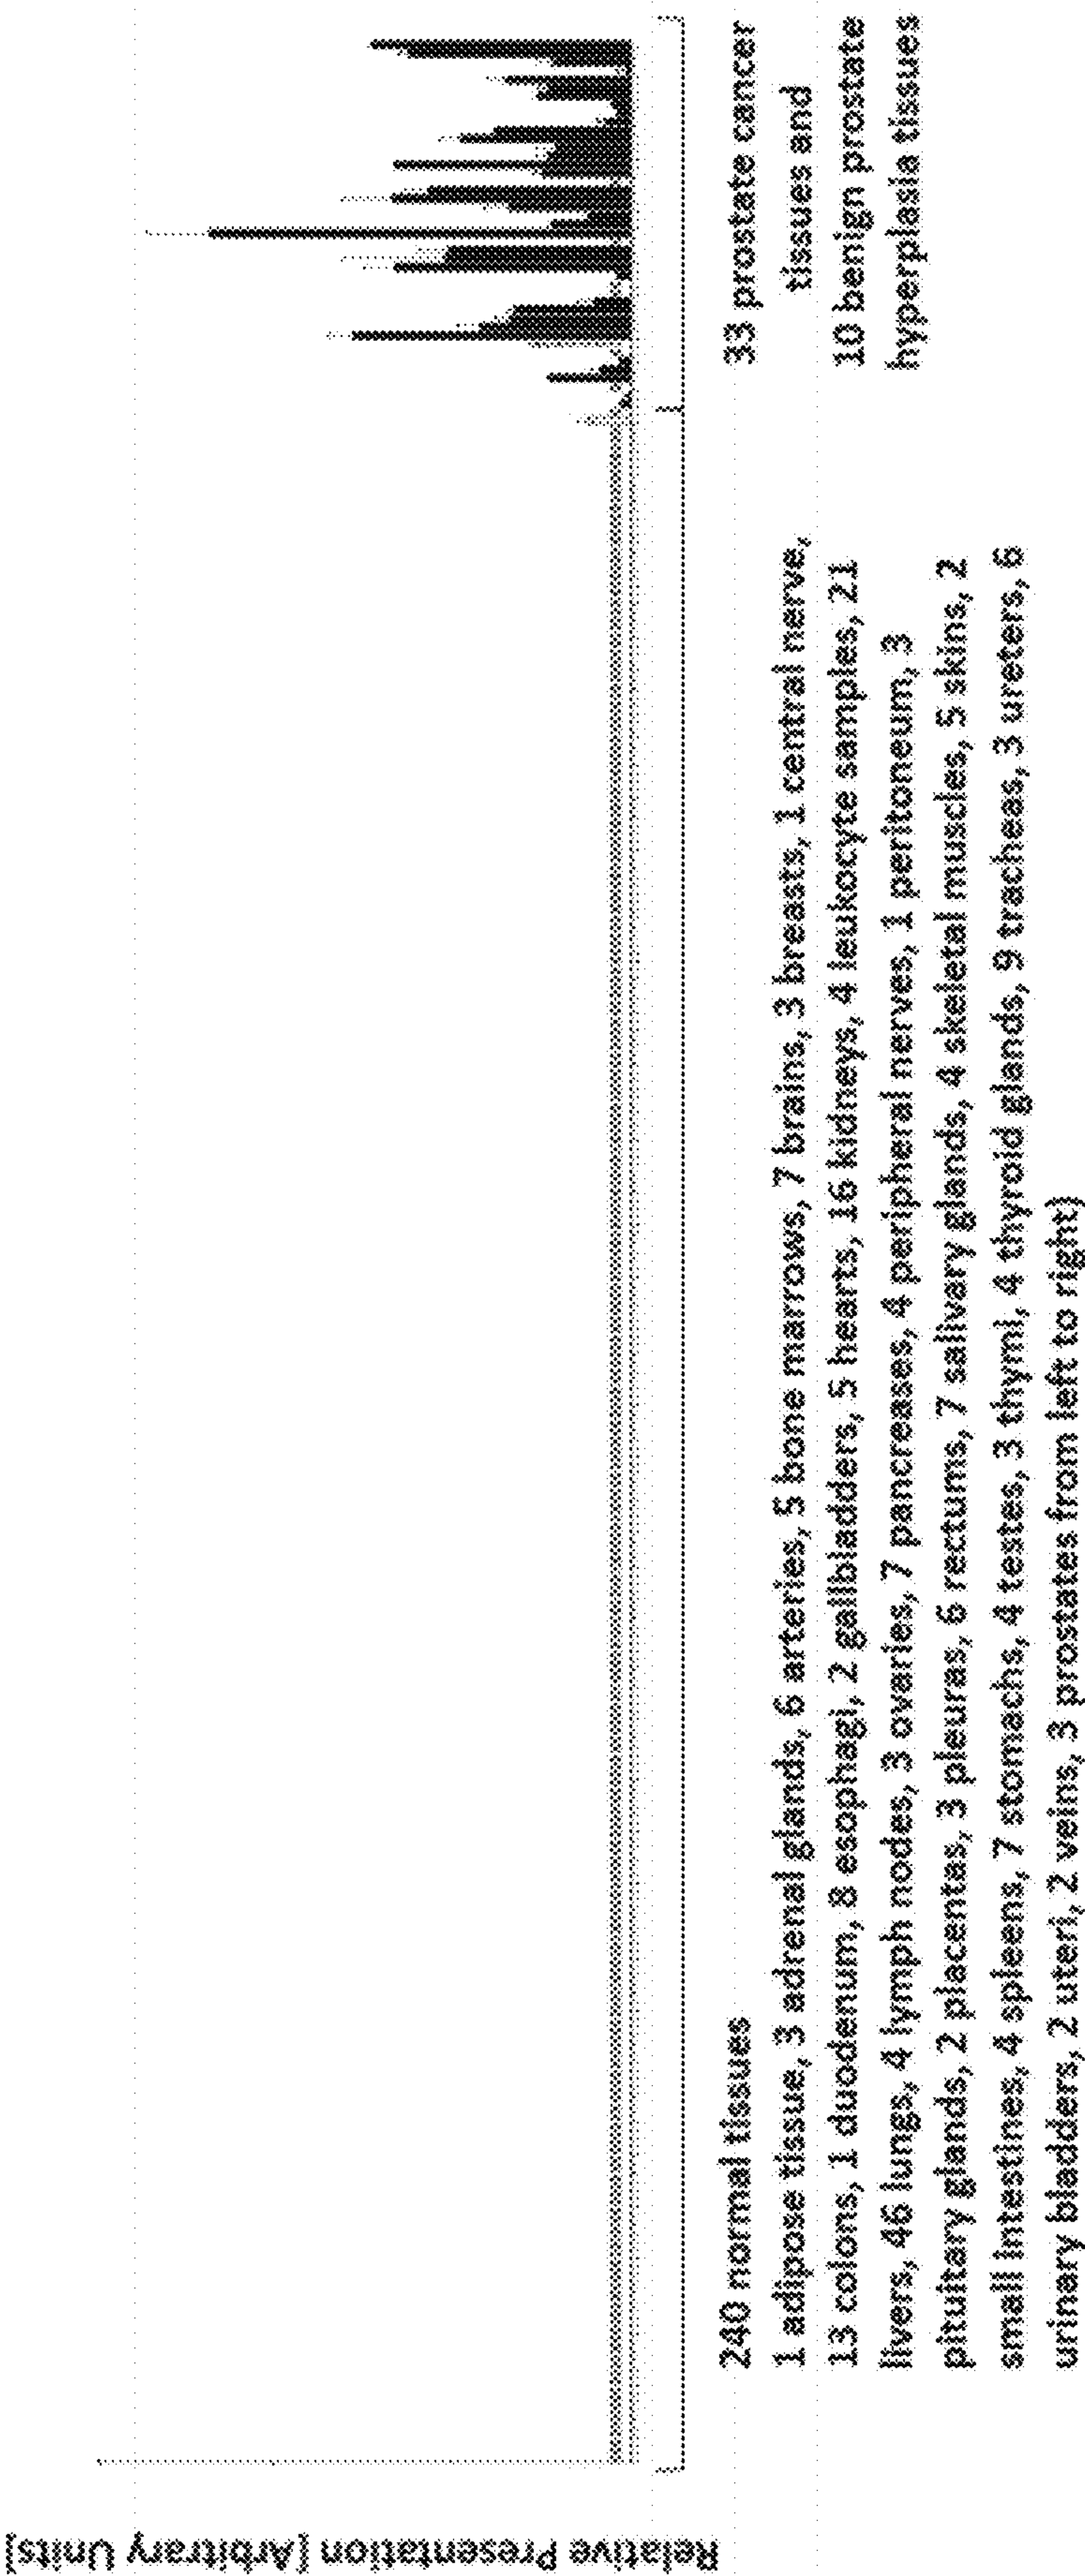 Relative Presentation [Arbitrary Units]
240 normal tissues
1 adipose tissue, 3 adrenal glands, 6 arteries, 5 bone marrows, 7 brains, 3 breasts, 1 central nerve,
13 colons, 1 duodenum, 8 esophagi, 2 gallbladders, 5 hearts, 16 kidneys, 4 leukocyte samples, 21
livers, 46 lungs, 4 lymph nodes, 3 ovaries, 7 pancreases, 4 peripheral nerves, 1 peritoneum, 3
pituitary glands, 2 placentas, 3 pleuras, 6 rectums, 7 salivary glands, 4 skeletal muscles, 5 skins, 2
small intestines, 4 spleens, 7 stomachs, 4 testes, 3 thymi, 4 thyroid glands, 9 tracheas, 3 ureters, 6
urinary bladders, 2 uteri, 2 veins, 3 prostates from left to right)
33 prostate cancer
tissues and
10 benign prostate
hyperplasia tissues